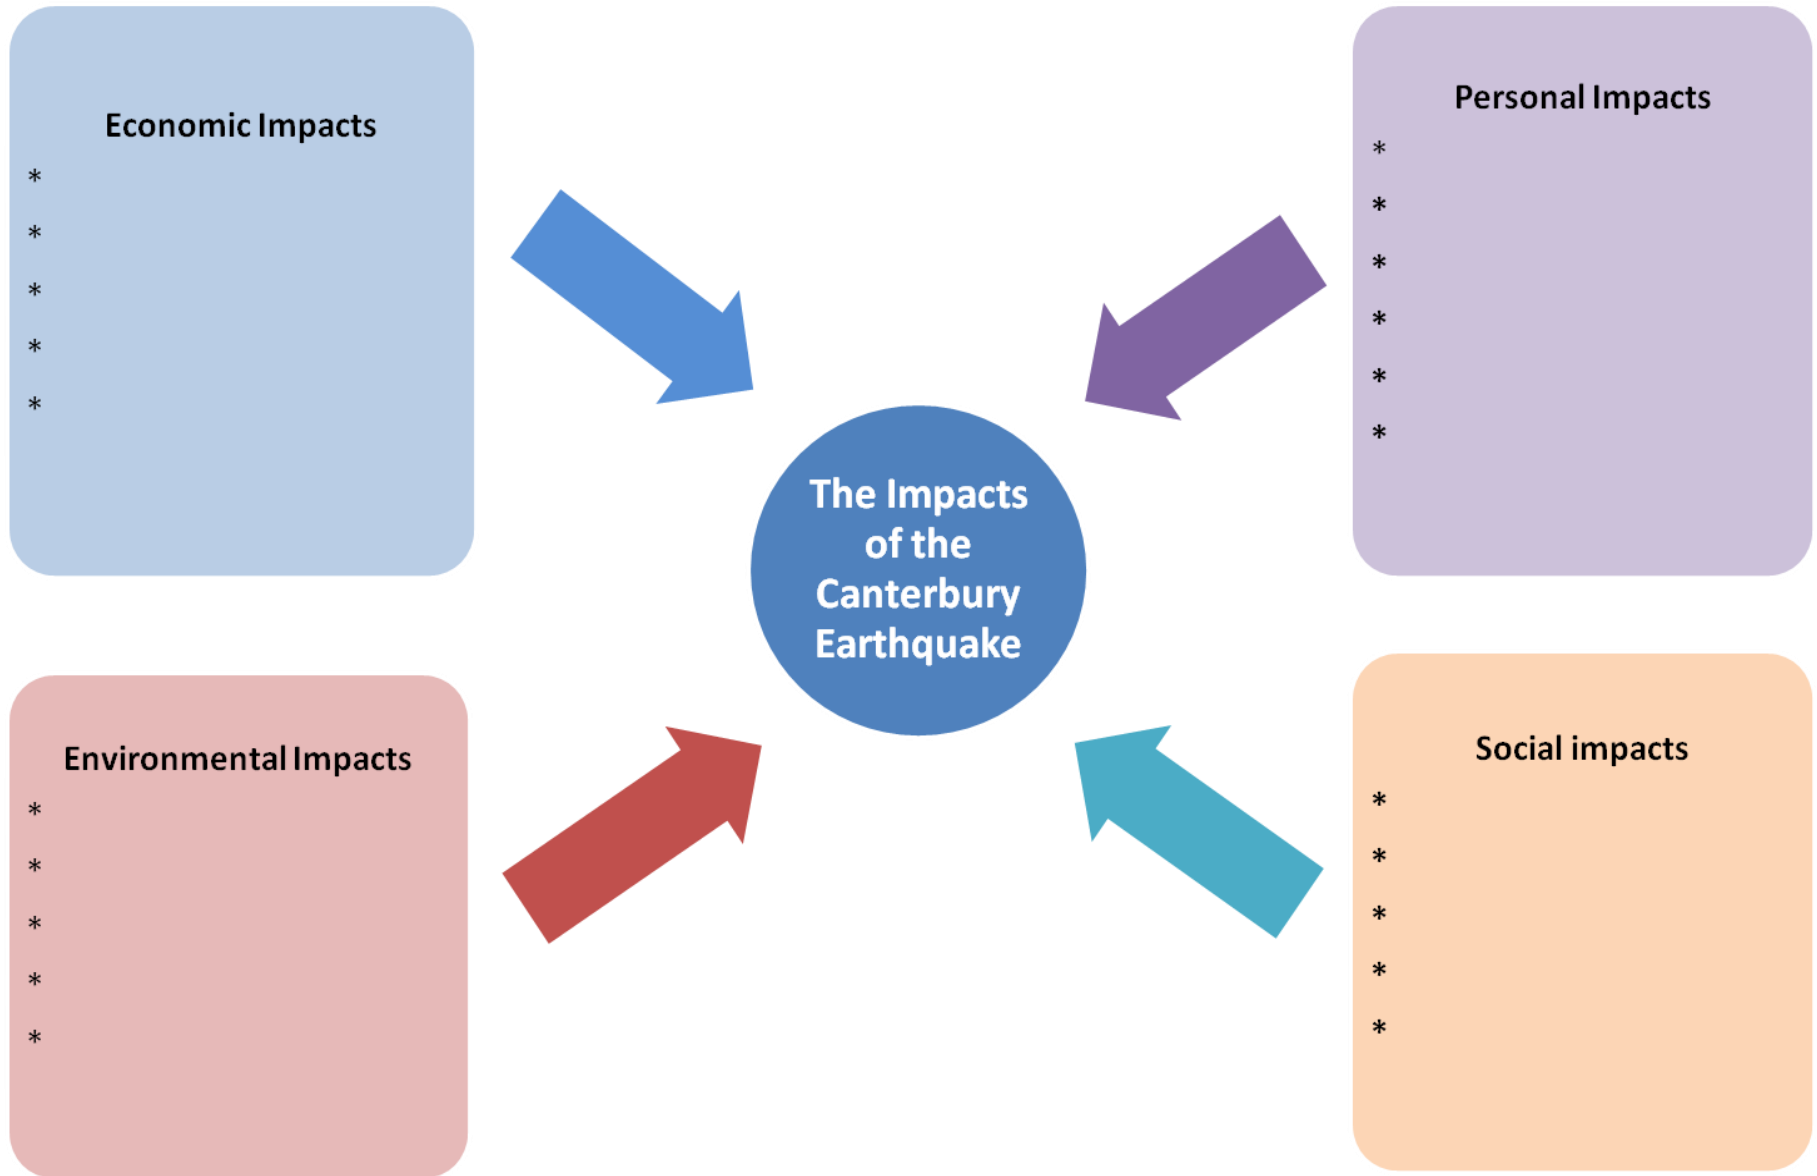 Economic Impacts
*
*
*
*
*
Personal Impacts
*
*
*
*
*
*
The Impacts
of the
Canterbury
Earthquake
Environmental Impacts
*
*
*
*
*
Social impacts
*
*
*
*
*